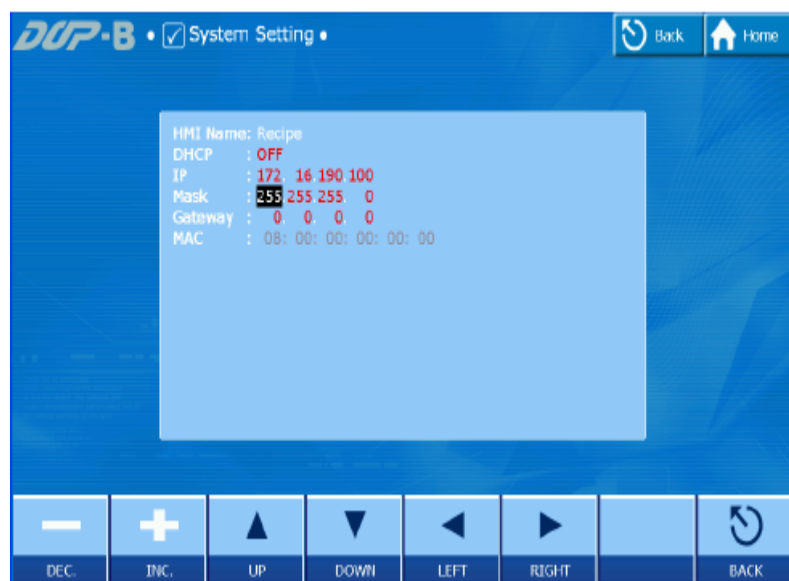 DOP-B • System Setting •
Back
Home
HMI Name: Recipe
DHCP : OFF
IP : 172. 16.190.100
Mask : 255.255.255. 0
Gateway : 0. 0. 0. 0
MAC : 08: 00: 00: 00: 00: 00
DEC. INC. UP DOWN LEFT RIGHT BACK